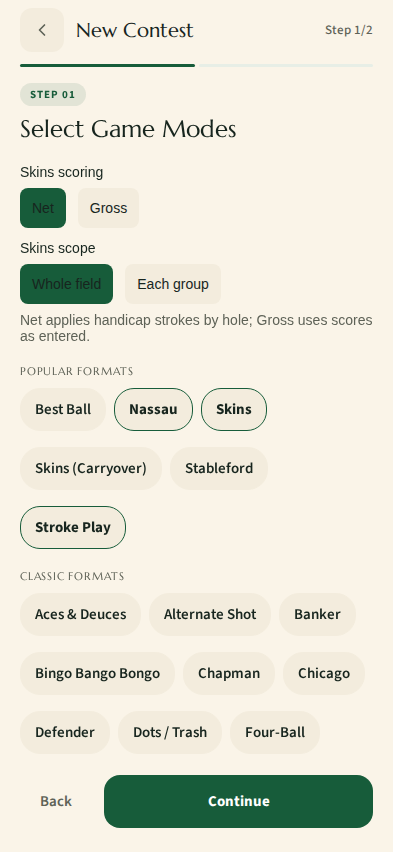 New Contest
Step 1/2
STEP 01
Select Game Modes
Skins scoring
Net Gross
Skins scope
Whole field Each group
Net applies handicap strokes by hole; Gross uses scores
as entered.
POPULAR FORMATS
Best Ball Nassau Skins
Skins (Carryover) Stableford
Stroke Play
CLASSIC FORMATS
Aces & Deuces Alternate Shot Banker
Bingo Bango Bongo Chapman Chicago
Defender Dots / Trash Four-Ball
Back Continue